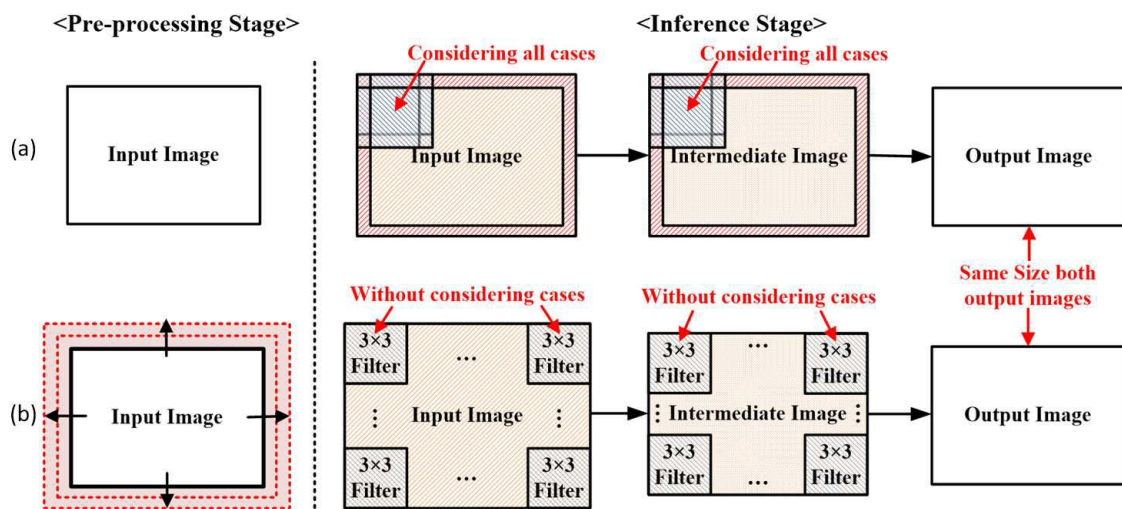 <Pre-processing Stage>
<Inference Stage>
Considering all cases
Considering all cases
(a)
Input Image
Input Image
Intermediate Image
Output Image
Same Size both
output images
Without considering cases
Without considering cases
(b)
Input Image
3×3
Filter
...
3×3
Filter
⋮
Input Image
⋮
3×3
Filter
...
3×3
Filter
3×3
Filter
...
3×3
Filter
⋮
Intermediate Image
⋮
3×3
Filter
...
3×3
Filter
Output Image